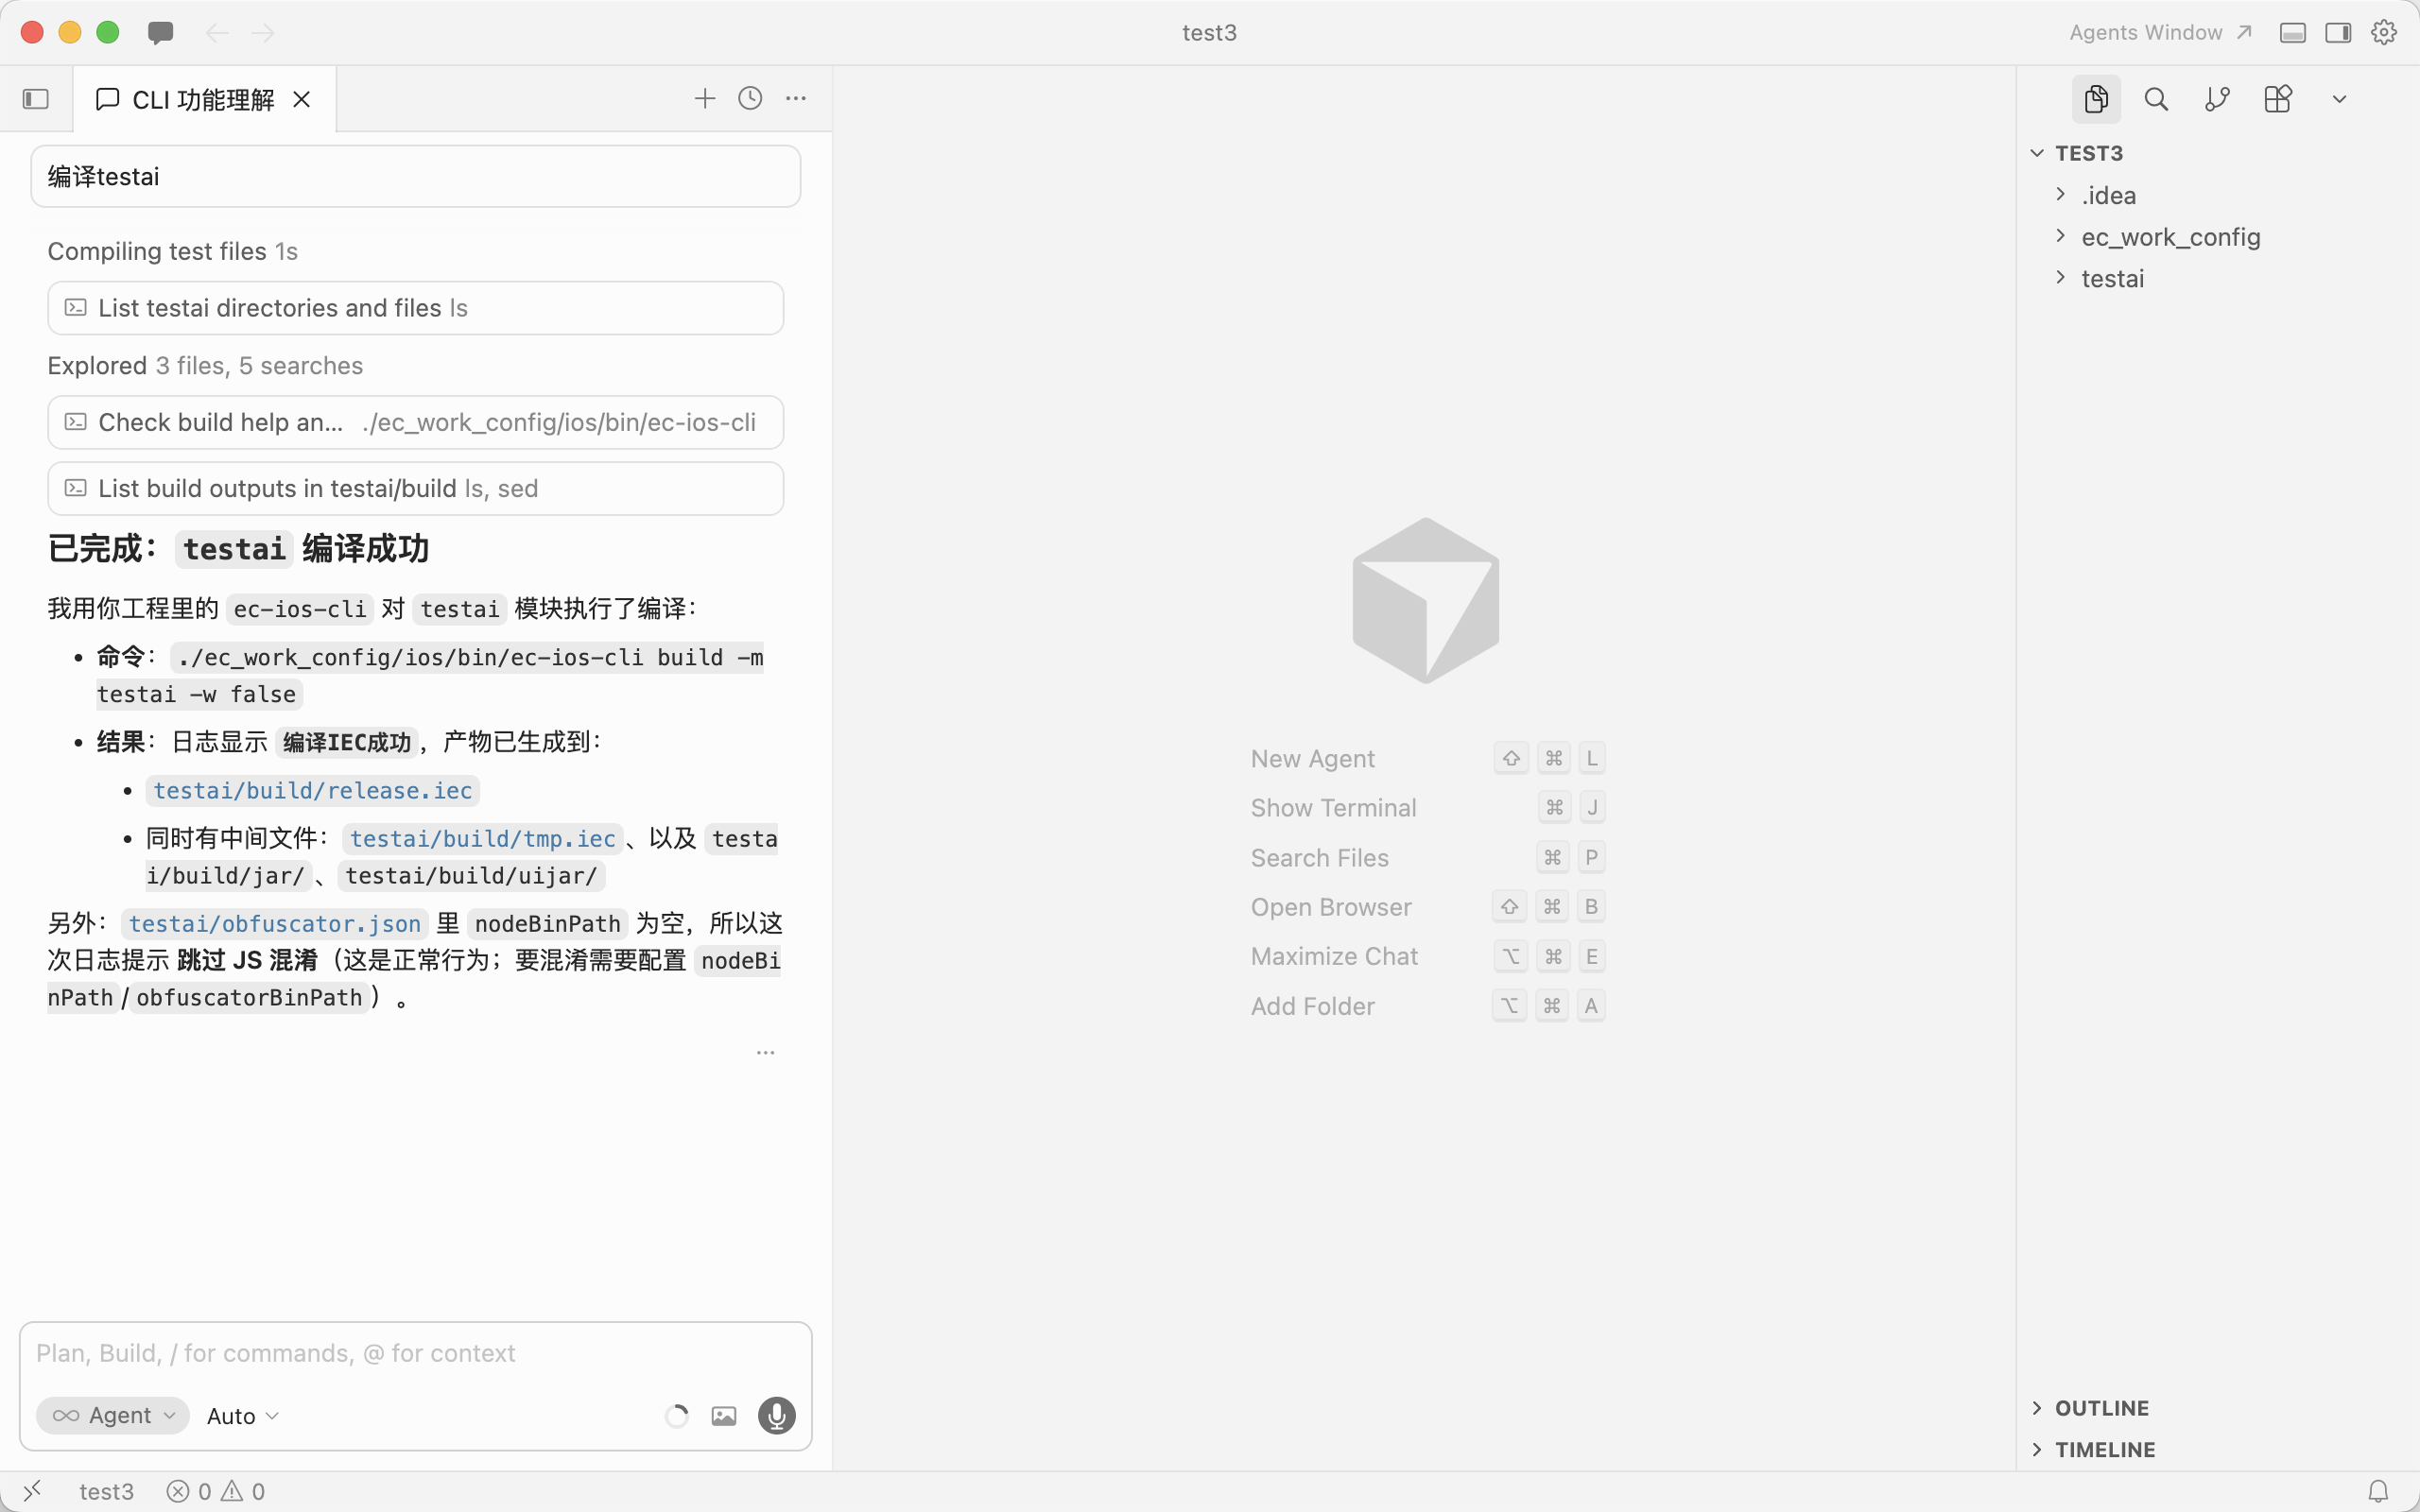 test3
Agents Window
CLI 功能理解
编译testai
Compiling test files 1s
List testai directories and files ls
Explored 3 files, 5 searches
Check build help an... ./ec_work_config/ios/bin/ec-ios-cli
List build outputs in testai/build ls, sed
已完成：testai 编译成功
我用你工程里的 ec-ios-cli 对 testai 模块执行了编译：
命令：./ec_work_config/ios/bin/ec-ios-cli build -m
testai -w false
结果：日志显示 编译IEC成功，产物已生成到：
testai/build/release.iec
同时有中间文件：testai/build/tmp.iec、以及 testa
i/build/jar/、testai/build/uijar/
另外：testai/obfuscator.json 里 nodeBinPath 为空，所以这
次日志提示 跳过 JS 混淆（这是正常行为；要混淆需要配置 nodeBi
nPath/obfuscatorBinPath）。
Plan, Build, / for commands, @ for context
Agent
Auto
New Agent ⇧ ⌘ L
Show Terminal ⌘ J
Search Files ⌘ P
Open Browser ⇧ ⌘ B
Maximize Chat ⌥ ⌘ E
Add Folder ⌥ ⌘ A
TEST3
.idea
ec_work_config
testai
OUTLINE
TIMELINE
test3
0
0